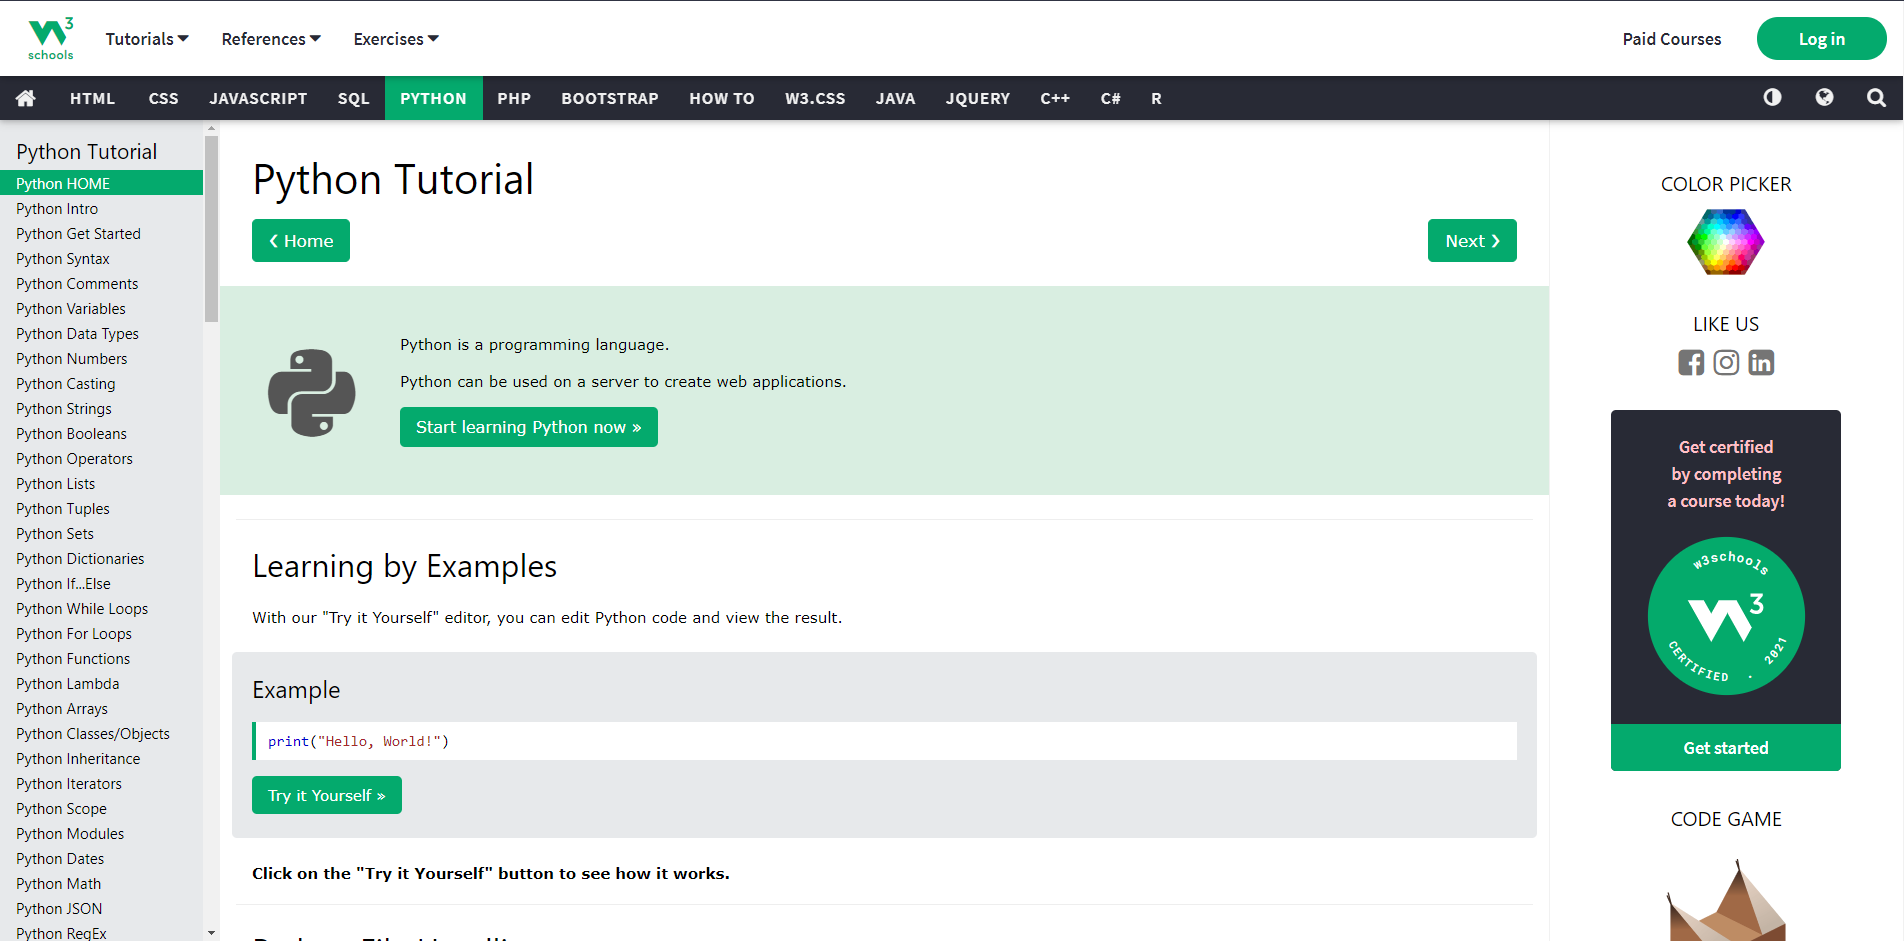 W3
schools
Tutorials
References
Exercises
Paid Courses
Log in
HTML
CSS
JAVASCRIPT
SQL
PYTHON
PHP
BOOTSTRAP
HOW TO
W3.CSS
JAVA
JQUERY
C++
C#
R
Python Tutorial
Python HOME
Python Intro
Python Get Started
Python Syntax
Python Comments
Python Variables
Python Data Types
Python Numbers
Python Casting
Python Strings
Python Booleans
Python Operators
Python Lists
Python Tuples
Python Sets
Python Dictionaries
Python If...Else
Python While Loops
Python For Loops
Python Functions
Python Lambda
Python Arrays
Python Classes/Objects
Python Inheritance
Python Iterators
Python Scope
Python Modules
Python Dates
Python Math
Python JSON
Python RegEx
Python Tutorial
❮ Home
Next ❯
Python is a programming language.
Python can be used on a server to create web applications.
Start learning Python now »
Learning by Examples
With our "Try it Yourself" editor, you can edit Python code and view the result.
Example
print("Hello, World!")
Try it Yourself »
Click on the "Try it Yourself" button to see how it works.
COLOR PICKER
LIKE US
Get certified
by completing
a course today!
w3schools
W3
CERTIFIED . 2021
Get started
CODE GAME